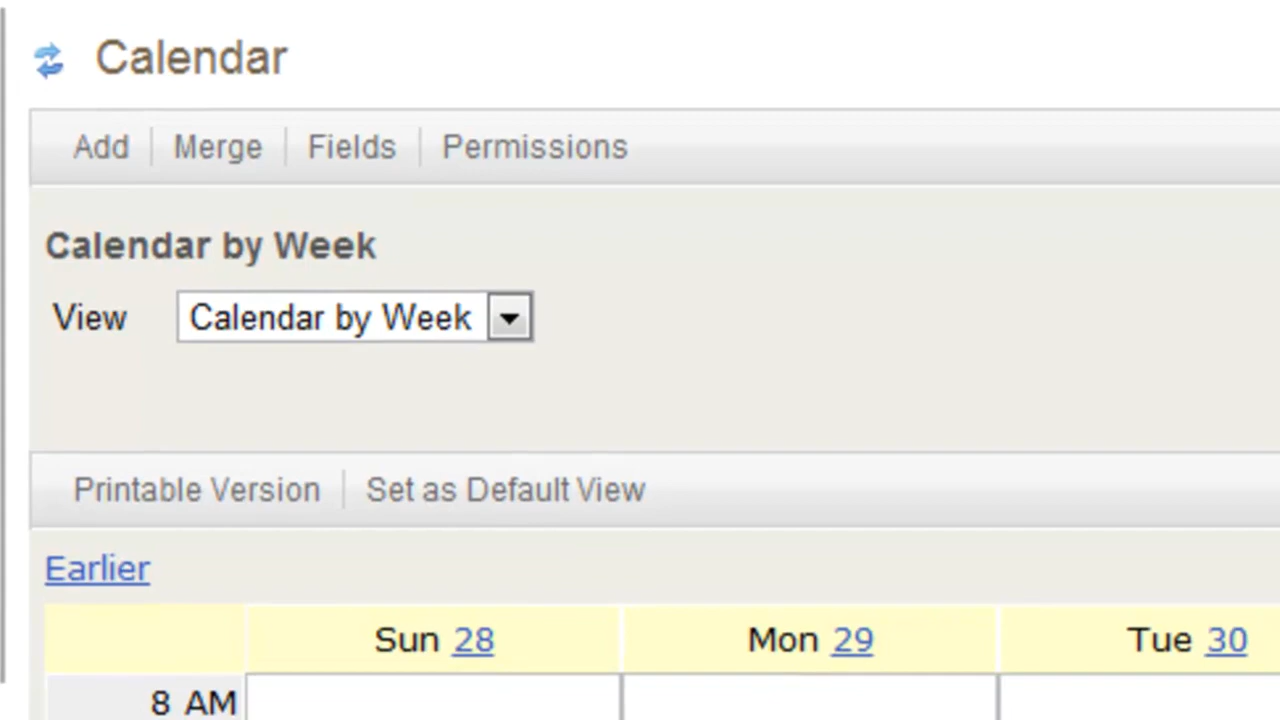 Calendar
Add Merge Fields Permissions
Calendar by Week
View Calendar by Week
Printable Version Set as Default View
Earlier
Sun 28 Mon 29 Tue 30
8 AM